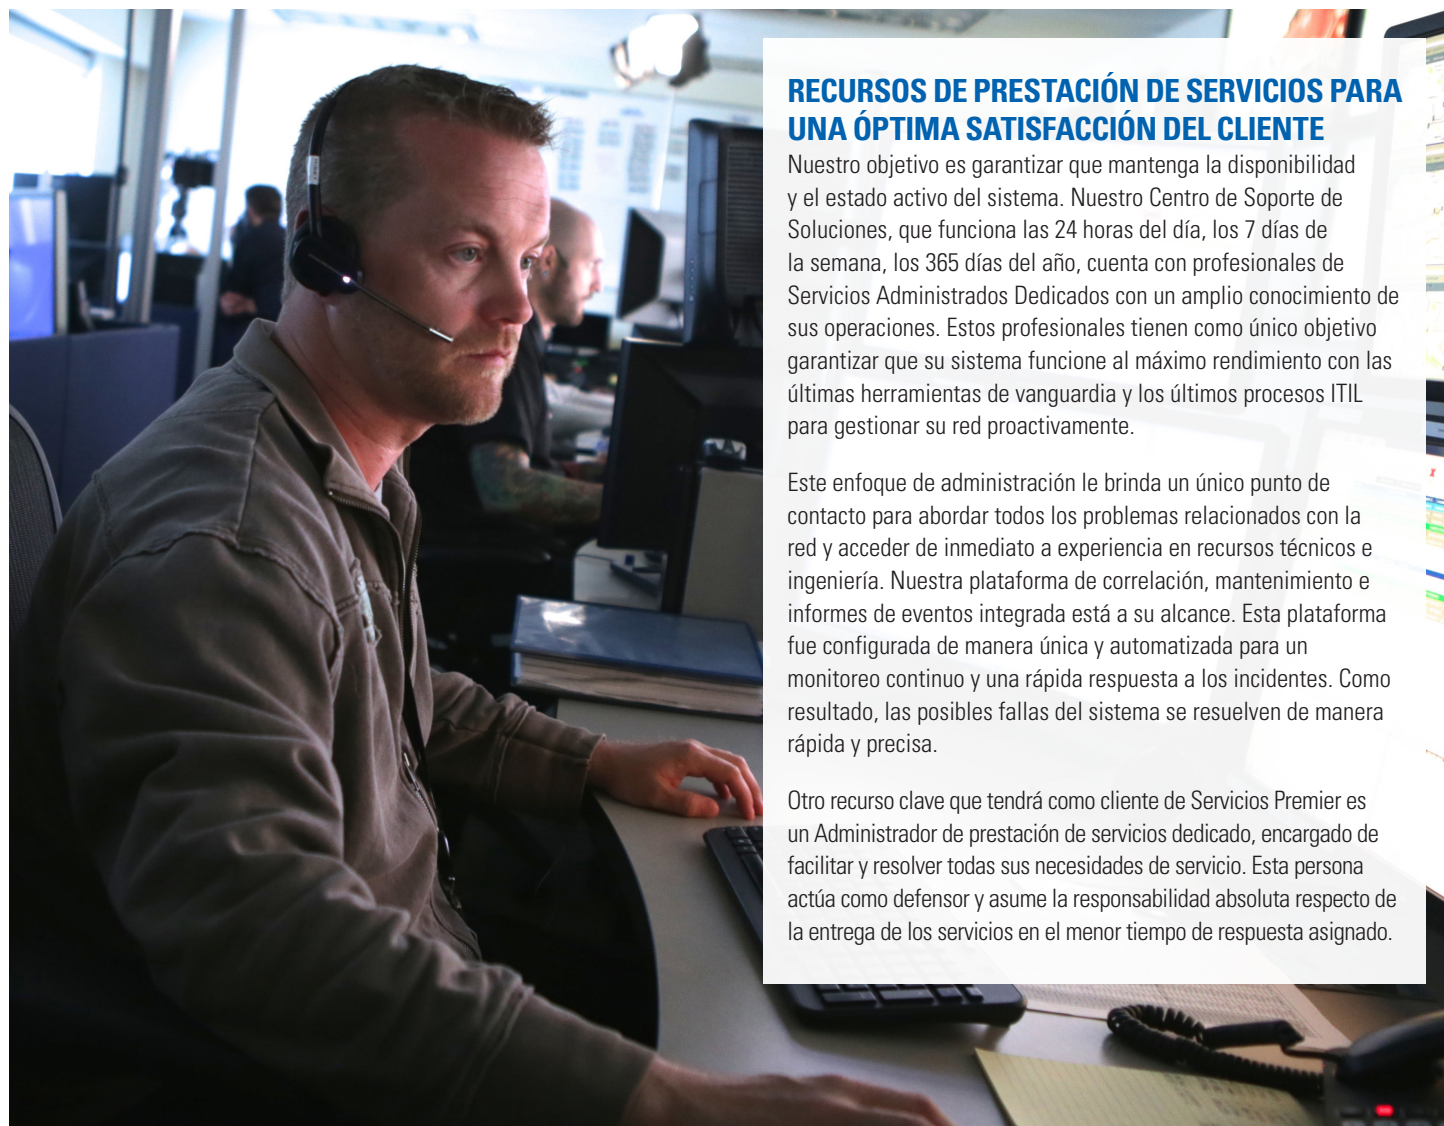 RECURSOS DE PRESTACIÓN DE SERVICIOS PARA
UNA ÓPTIMA SATISFACCIÓN DEL CLIENTE
Nuestro objetivo es garantizar que mantenga la disponibilidad
y el estado activo del sistema. Nuestro Centro de Soporte de
Soluciones, que funciona las 24 horas del día, los 7 días de
la semana, los 365 días del año, cuenta con profesionales de
Servicios Administrados Dedicados con un amplio conocimiento de
sus operaciones. Estos profesionales tienen como único objetivo
garantizar que su sistema funcione al máximo rendimiento con las
últimas herramientas de vanguardia y los últimos procesos ITIL
para gestionar su red proactivamente.
Este enfoque de administración le brinda un único punto de
contacto para abordar todos los problemas relacionados con la
red y acceder de inmediato a experiencia en recursos técnicos e
ingeniería. Nuestra plataforma de correlación, mantenimiento e
informes de eventos integrada está a su alcance. Esta plataforma
fue configurada de manera única y automatizada para un
monitoreo continuo y una rápida respuesta a los incidentes. Como
resultado, las posibles fallas del sistema se resuelven de manera
rápida y precisa.
Otro recurso clave que tendrá como cliente de Servicios Premier es
un Administrador de prestación de servicios dedicado, encargado de
facilitar y resolver todas sus necesidades de servicio. Esta persona
actúa como defensor y asume la responsabilidad absoluta respecto de
la entrega de los servicios en el menor tiempo de respuesta asignado.